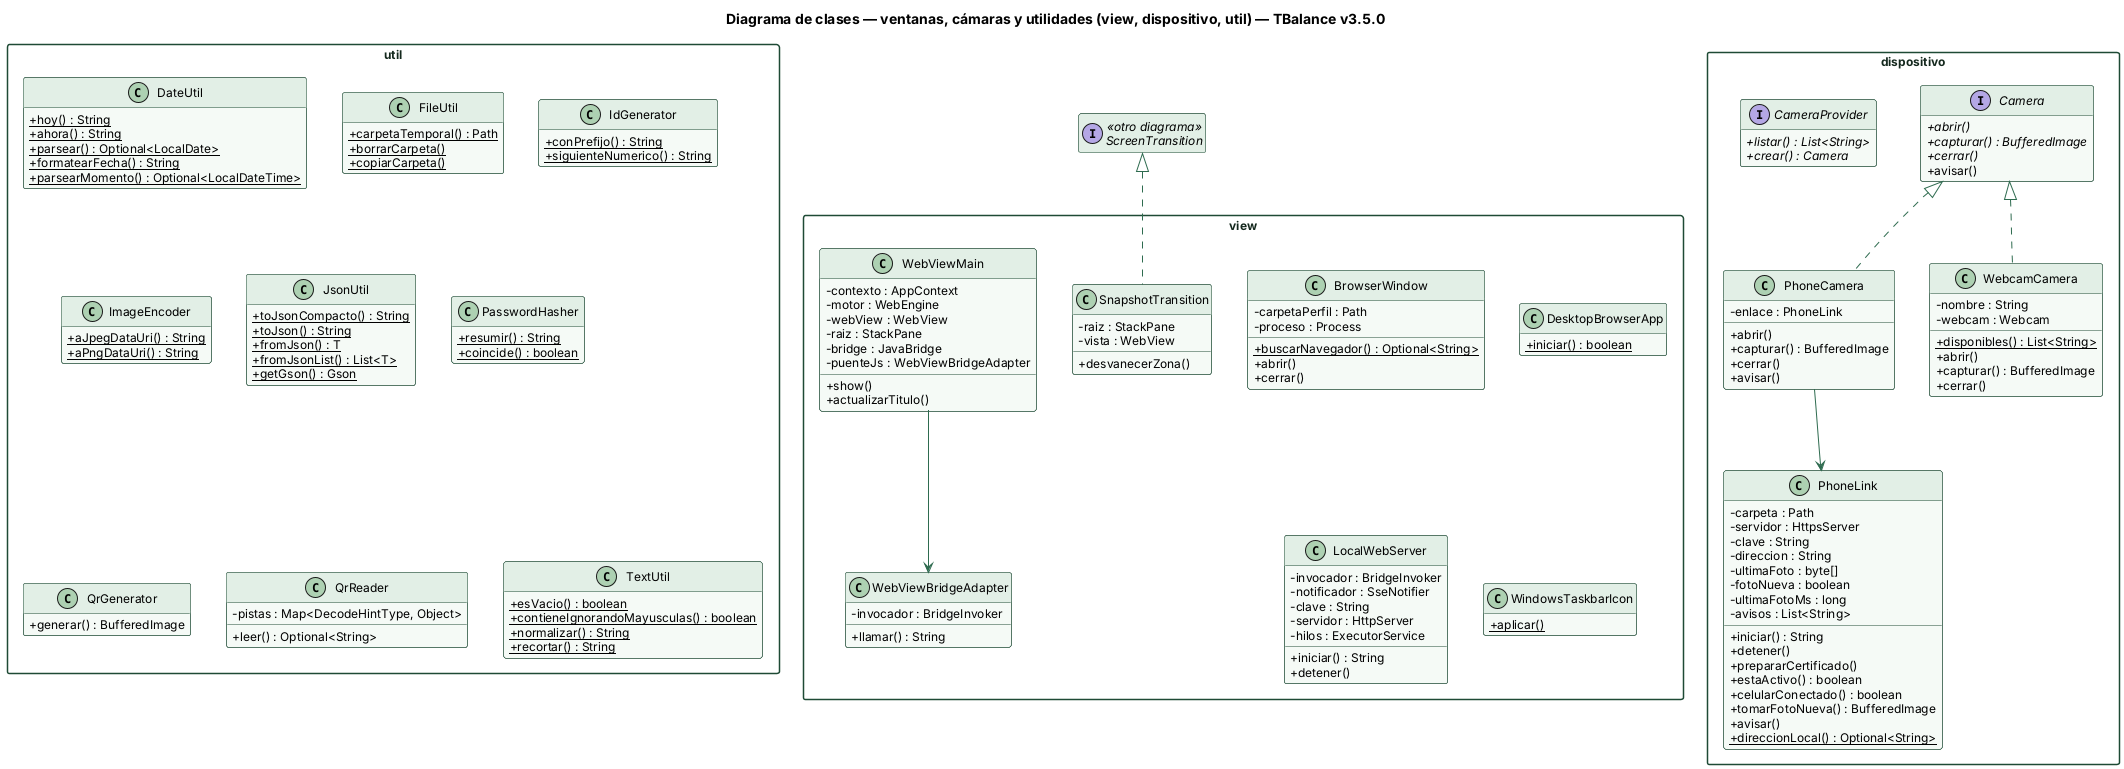 Diagrama de clases — ventanas, cámaras y utilidades (view, dispositivo, util) — TBalance v3.5.0
util
C DateUtil
+hoy() : String
+ahora() : String
+parsear() : Optional<LocalDate>
+formatearFecha() : String
+parsearMomento() : Optional<LocalDateTime>
C FileUtil
+carpetaTemporal() : Path
+borrarCarpeta()
+copiarCarpeta()
C IdGenerator
+conPrefijo() : String
+siguienteNumerico() : String
C ImageEncoder
+aJpegDataUri() : String
+aPngDataUri() : String
C JsonUtil
+toJsonCompacto() : String
+toJson() : String
+fromJson() : T
+fromJsonList() : List<T>
+getGson() : Gson
C PasswordHasher
+resumir() : String
+coincide() : boolean
C QrGenerator
+generar() : BufferedImage
C QrReader
-pistas : Map<DecodeHintType, Object>
+leer() : Optional<String>
C TextUtil
+esVacio() : boolean
+contieneIgnorandoMayusculas() : boolean
+normalizar() : String
+recortar() : String
I «otro diagrama»
ScreenTransition
view
C WebViewMain
-contexto : AppContext
-motor : WebEngine
-webView : WebView
-raiz : StackPane
-bridge : JavaBridge
-puenteJs : WebViewBridgeAdapter
+show()
+actualizarTitulo()
C SnapshotTransition
-raiz : StackPane
-vista : WebView
+desvanecerZona()
C BrowserWindow
-carpetaPerfil : Path
-proceso : Process
+buscarNavegador() : Optional<String>
+abrir()
+cerrar()
C DesktopBrowserApp
+iniciar() : boolean
C WebViewBridgeAdapter
-invocador : BridgeInvoker
+llamar() : String
C LocalWebServer
-invocador : BridgeInvoker
-notificador : SseNotifier
-clave : String
-servidor : HttpServer
-hilos : ExecutorService
+iniciar() : String
+detener()
C WindowsTaskbarIcon
+aplicar()
dispositivo
I CameraProvider
+listar() : List<String>
+crear() : Camera
I Camera
+abrir()
+capturar() : BufferedImage
+cerrar()
+avisar()
C PhoneCamera
-enlace : PhoneLink
+abrir()
+capturar() : BufferedImage
+cerrar()
+avisar()
C WebcamCamera
-nombre : String
-webcam : Webcam
+disponibles() : List<String>
+abrir()
+capturar() : BufferedImage
+cerrar()
C PhoneLink
-carpeta : Path
-servidor : HttpsServer
-clave : String
-direccion : String
-ultimaFoto : byte[]
-fotoNueva : boolean
-ultimaFotoMs : long
-avisos : List<String>
+iniciar() : String
+detener()
+prepararCertificado()
+estaActivo() : boolean
+celularConectado() : boolean
+tomarFotoNueva() : BufferedImage
+avisar()
+direccionLocal() : Optional<String>